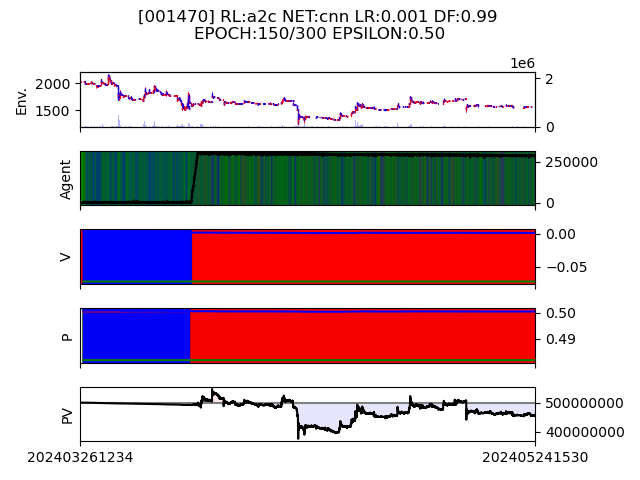 [001470] RL:a2c NET:cnn LR:0.001 DF:0.99
EPOCH:150/300 EPSILON:0.50
1e6
Env.
2000
1500
2
0
Agent
250000
0
V
0.00
−0.05
P
0.50
0.49
PV
500000000
400000000
202403261234
202405241530